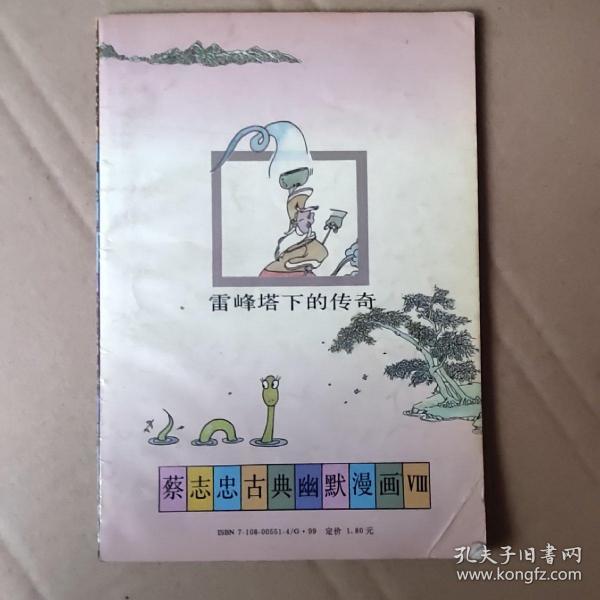 雷峰塔下的传奇
蔡志忠古典幽默漫画Ⅷ
ISBN 7-108-00551-4/G·99 定价 1.80元
孔夫子旧书网
www.kongfz.com